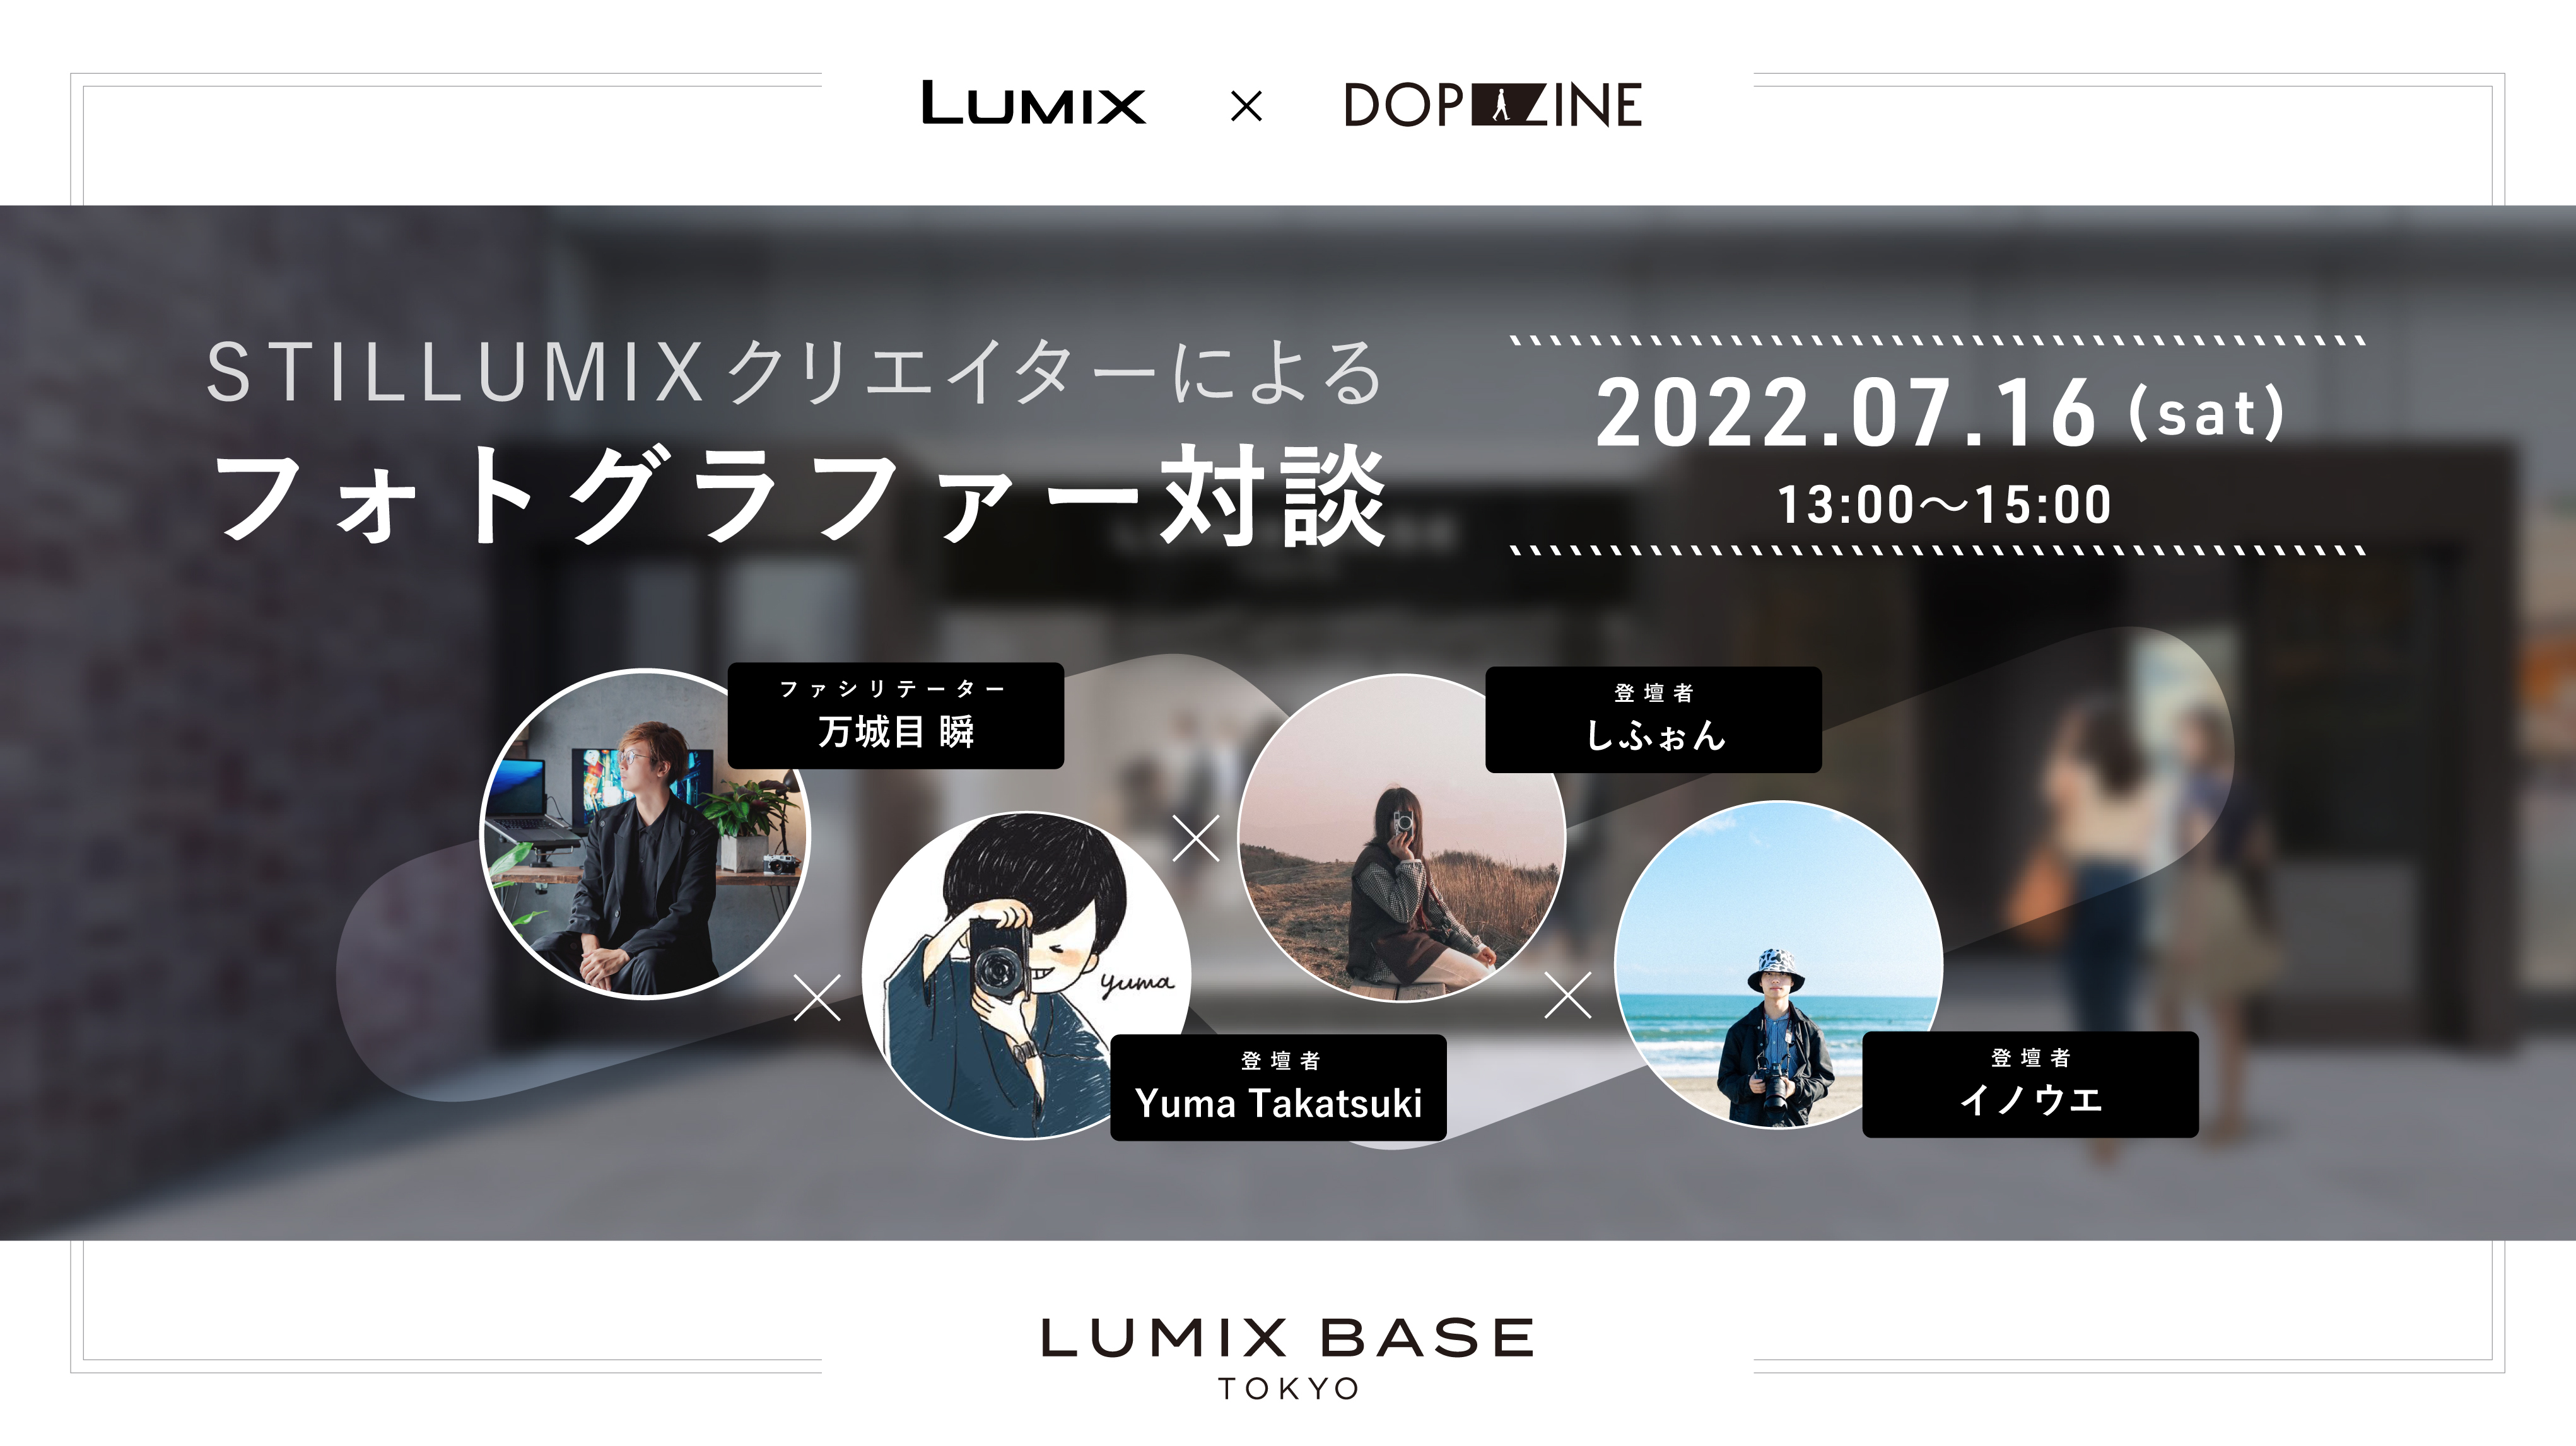 LUMIX × DOPZINE
STILLUMIXクリエイターによる
フォトグラファー対談
2022.07.16 (sat)
13:00〜15:00
ファシリテーター
万城目 瞬
登壇者
しふぉん
yuma
登壇者
Yuma Takatsuki
登壇者
イノウエ
LUMIX BASE
TOKYO